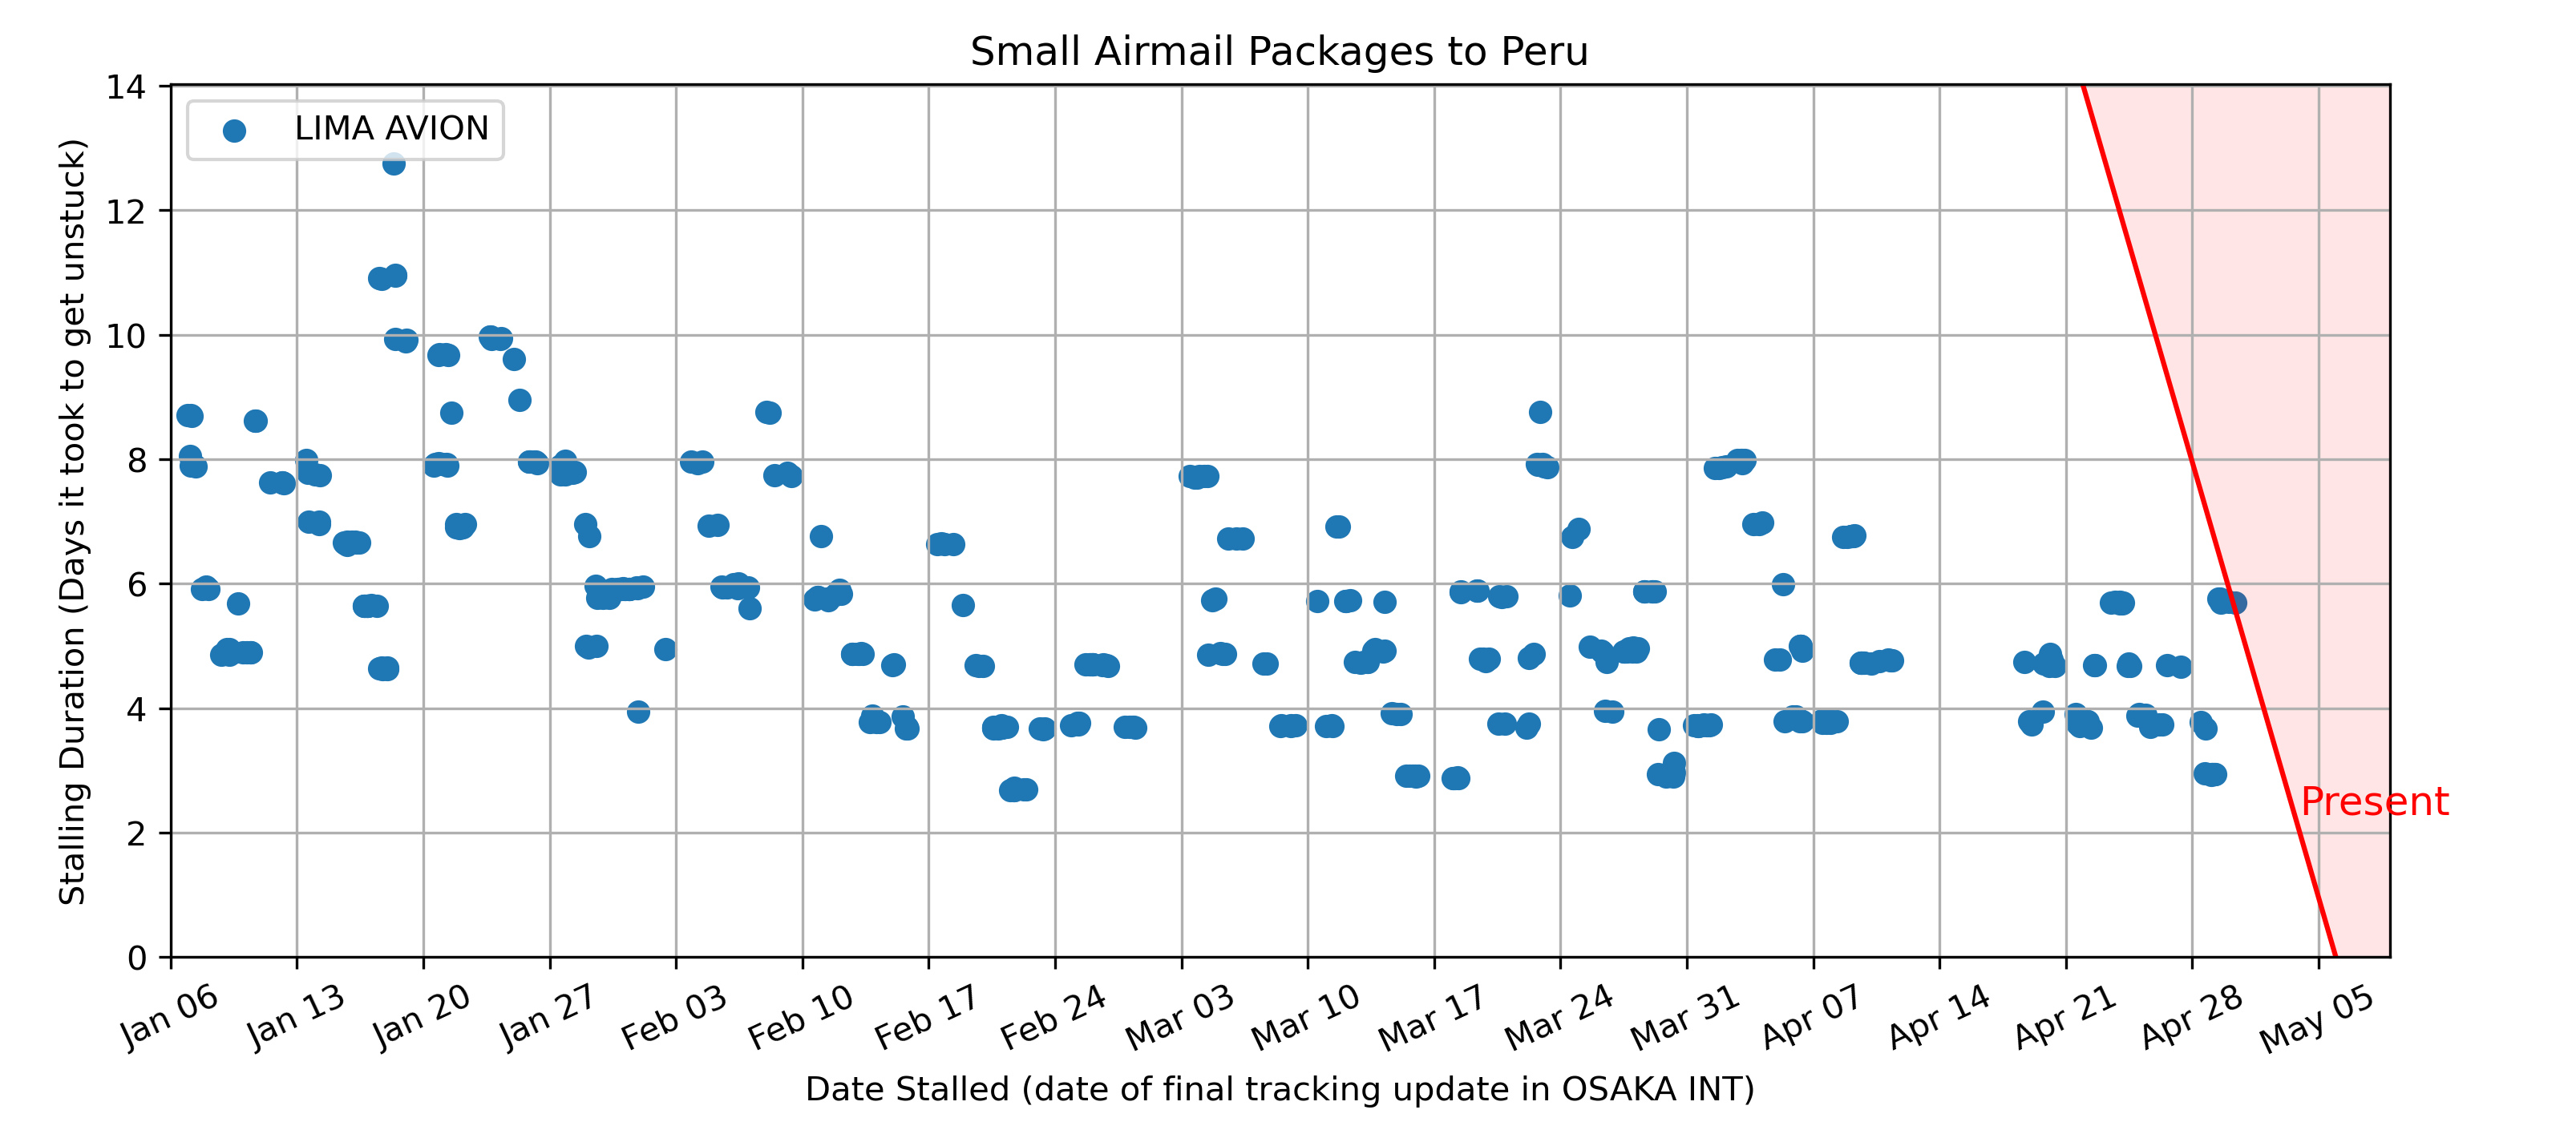 Small Airmail Packages to Peru
LIMA AVION
Stalling Duration (Days it took to get unstuck)
14
12
10
8
6
4
2
0
Present
Jan 06
Jan 13
Jan 20
Jan 27
Feb 03
Feb 10
Feb 17
Feb 24
Mar 03
Mar 10
Mar 17
Mar 24
Mar 31
Apr 07
Apr 14
Apr 21
Apr 28
May 05
Date Stalled (date of final tracking update in OSAKA INT)